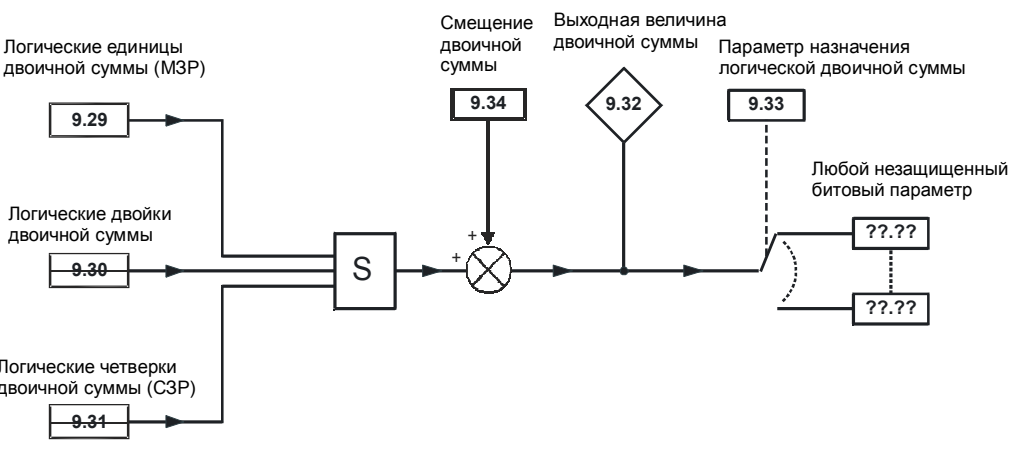 Логические единицы
двоичной суммы (МЗР)
9.29
Логические двойки
двоичной суммы
9.30
Логические четверки
двоичной суммы (СЗР)
9.31
S
Смещение
двоичной
суммы
9.34
+
+
Выходная величина
двоичной суммы
9.32
Параметр назначения
логической двоичной суммы
9.33
Любой незащищенный
битовый параметр
??.??
??.??